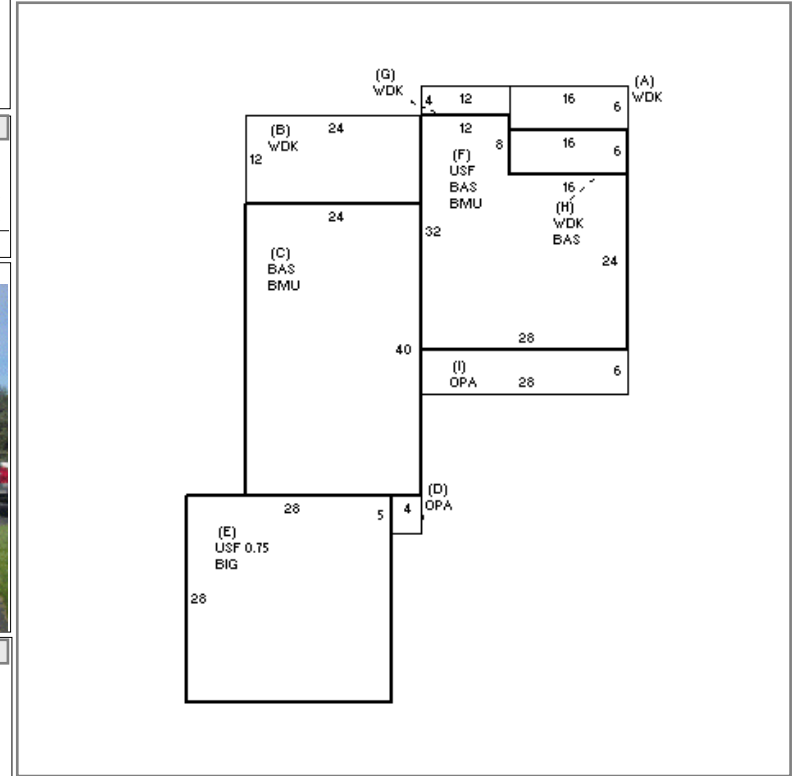 (G)
WDK
(A)
WDK
4
12
16
6
(B)
WDK
24
12
12
8
16
6
(F)
USF
BAS
BMU
16
(H)
WDK
BAS
24
32
24
(C)
BAS
BMU
40
28
(I)
OPA
28
6
(D)
OPA
28
5
4
(E)
USF 0.75
BIG
28